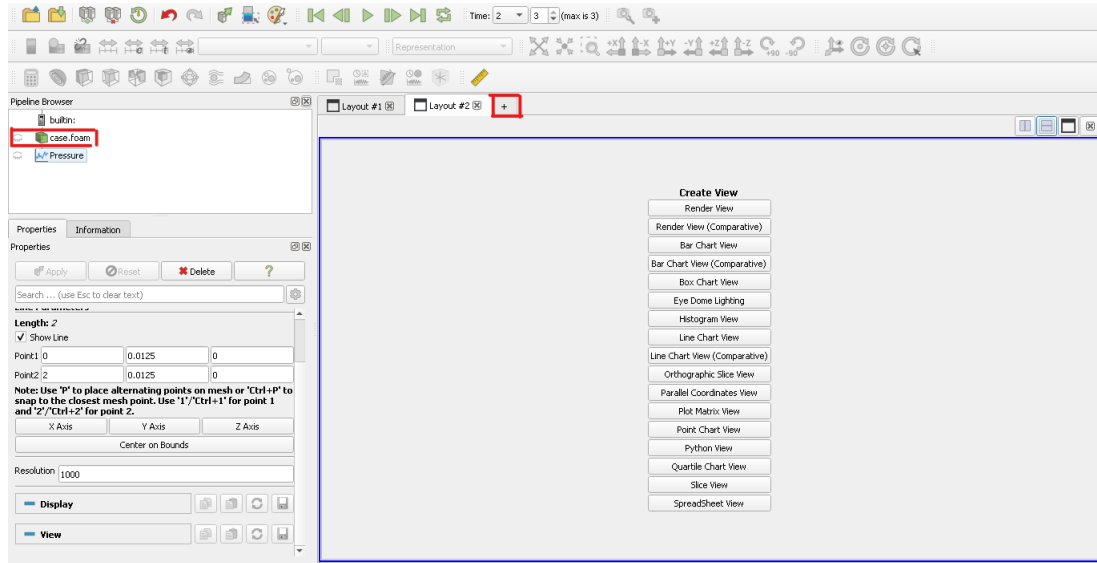 Time: 2 3 (max is 3)
Representation
+X -X +Y -Y +Z -Z +90 -90
Pipeline Browser
Layout #1 Layout #2 +
builtin:
case.foam
Pressure
Create View
Render View
Render View (Comparative)
Bar Chart View
Bar Chart View (Comparative)
Box Chart View
Eye Dome Lighting
Histogram View
Line Chart View
Line Chart View (Comparative)
Orthographic Slice View
Parallel Coordinates View
Plot Matrix View
Point Chart View
Python View
Quartile Chart View
Slice View
SpreadSheet View
Properties Information
Properties
Apply Reset Delete ?
Search ... (use Esc to clear text)
Line Parameters
Length: 2
Show Line
Point1 0 0.0125 0
Point2 2 0.0125 0
Note: Use 'P' to place alternating points on mesh or 'Ctrl+P' to
snap to the closest mesh point. Use '1'/'Ctrl+1' for point 1
and '2'/'Ctrl+2' for point 2.
X Axis Y Axis Z Axis
Center on Bounds
Resolution 1000
Display
View